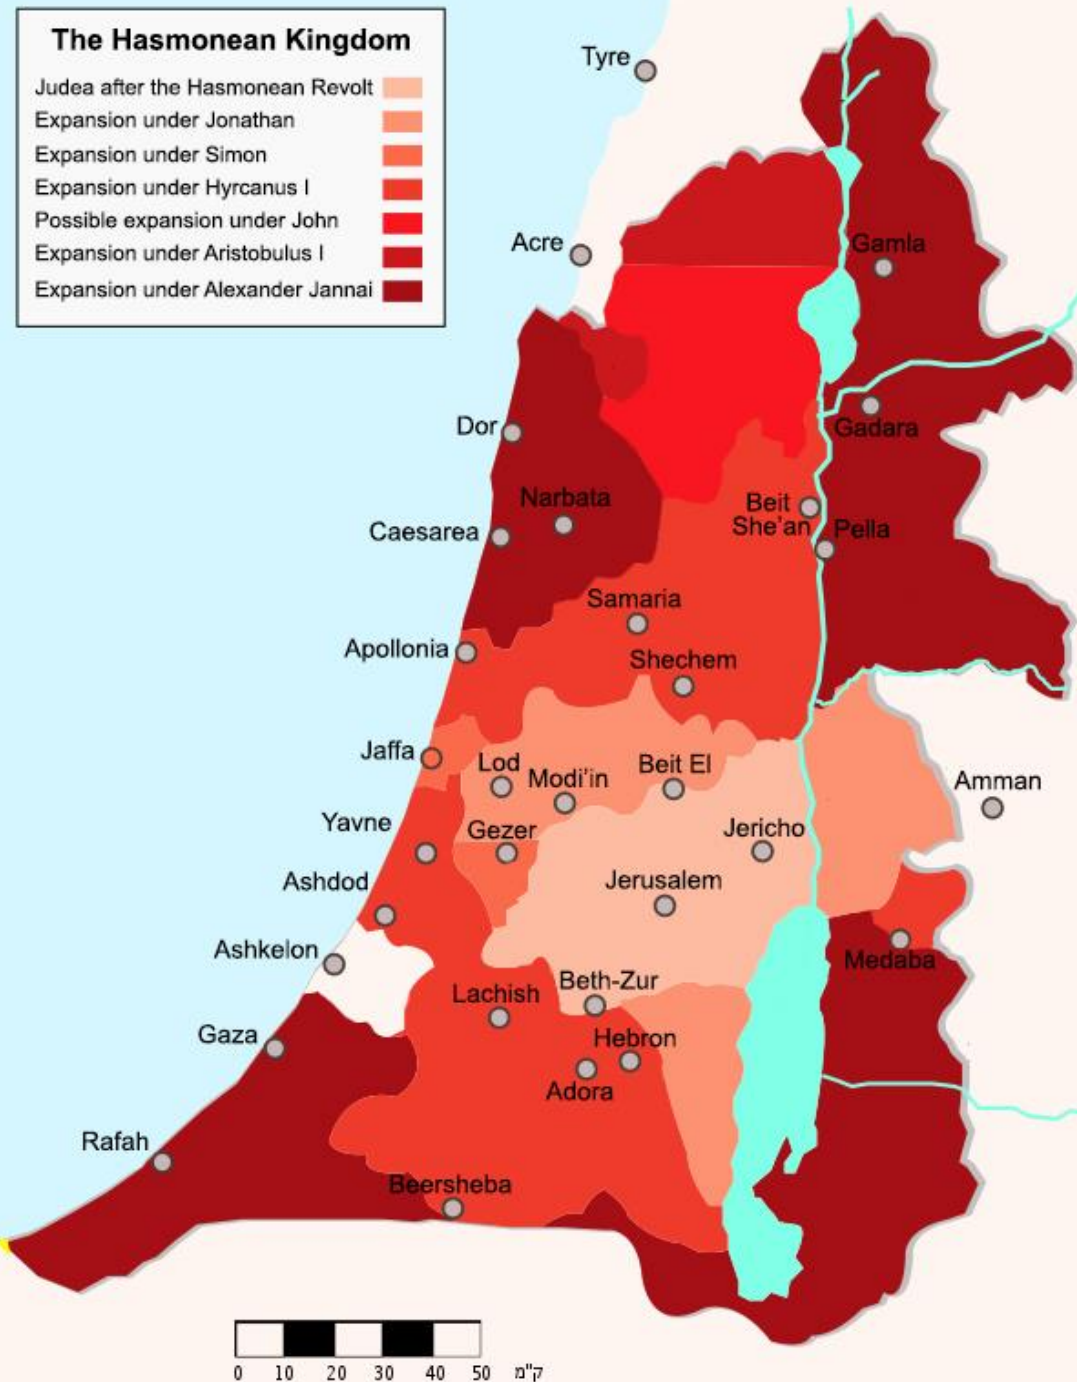 The Hasmonean Kingdom
Judea after the Hasmonean Revolt
Expansion under Jonathan
Expansion under Simon
Expansion under Hyrcanus I
Possible expansion under John
Expansion under Aristobulus I
Expansion under Alexander Jannai
Tyre
Acre
Gamla
Dor
Gadara
Narbata
Beit
She'an
Caesarea
Pella
Samaria
Apollonia
Shechem
Jaffa
Lod
Modi'in
Beit El
Amman
Yavne
Gezer
Jericho
Ashdod
Jerusalem
Ashkelon
Medaba
Lachish
Beth-Zur
Gaza
Hebron
Adora
Rafah
Beersheba
0 10 20 30 40 50 ק"מ